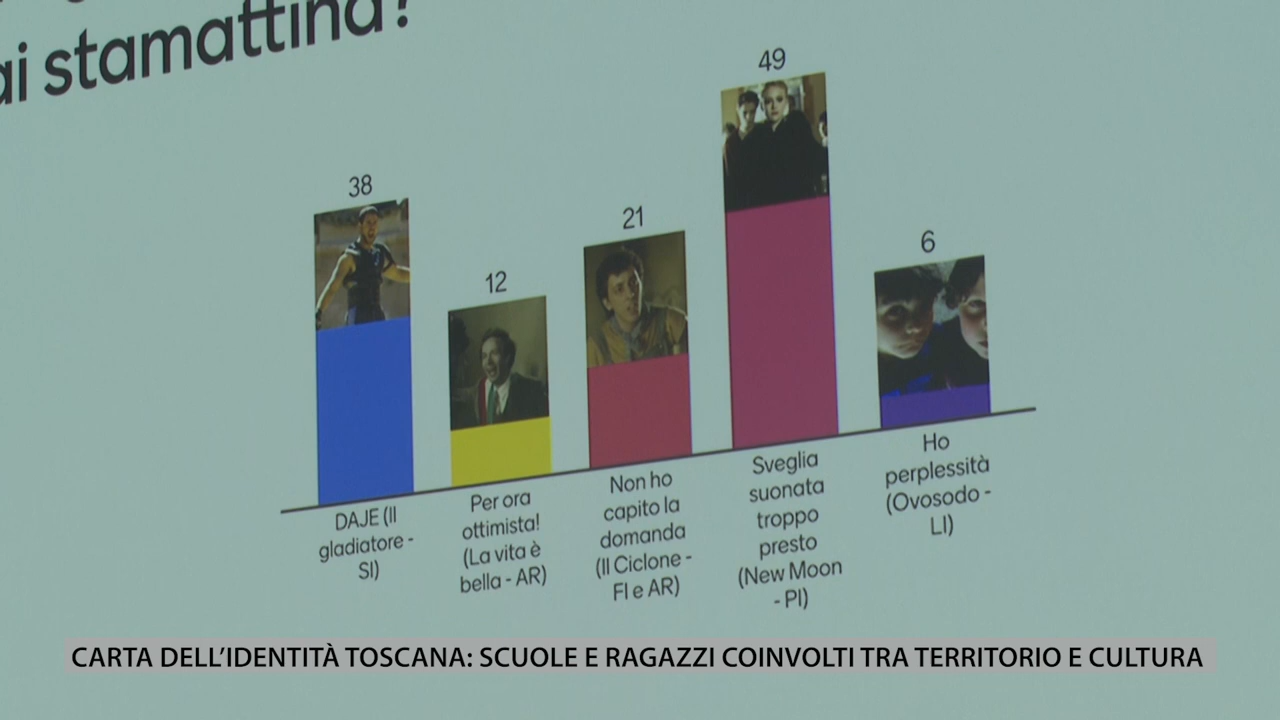 ai stamattina?
38
12
21
49
6
DAJE (Il
gladiatore -
SI)
Per ora
ottimista!
(La vita è
bella - AR)
Non ho
capito la
domanda
(Il Ciclone -
FI e AR)
Sveglia
suonata
troppo
presto
(New Moon
- PI)
Ho
perplessità
(Ovosodo -
LI)
CARTA DELL'IDENTITÀ TOSCANA: SCUOLE E RAGAZZI COINVOLTI TRA TERRITORIO E CULTURA